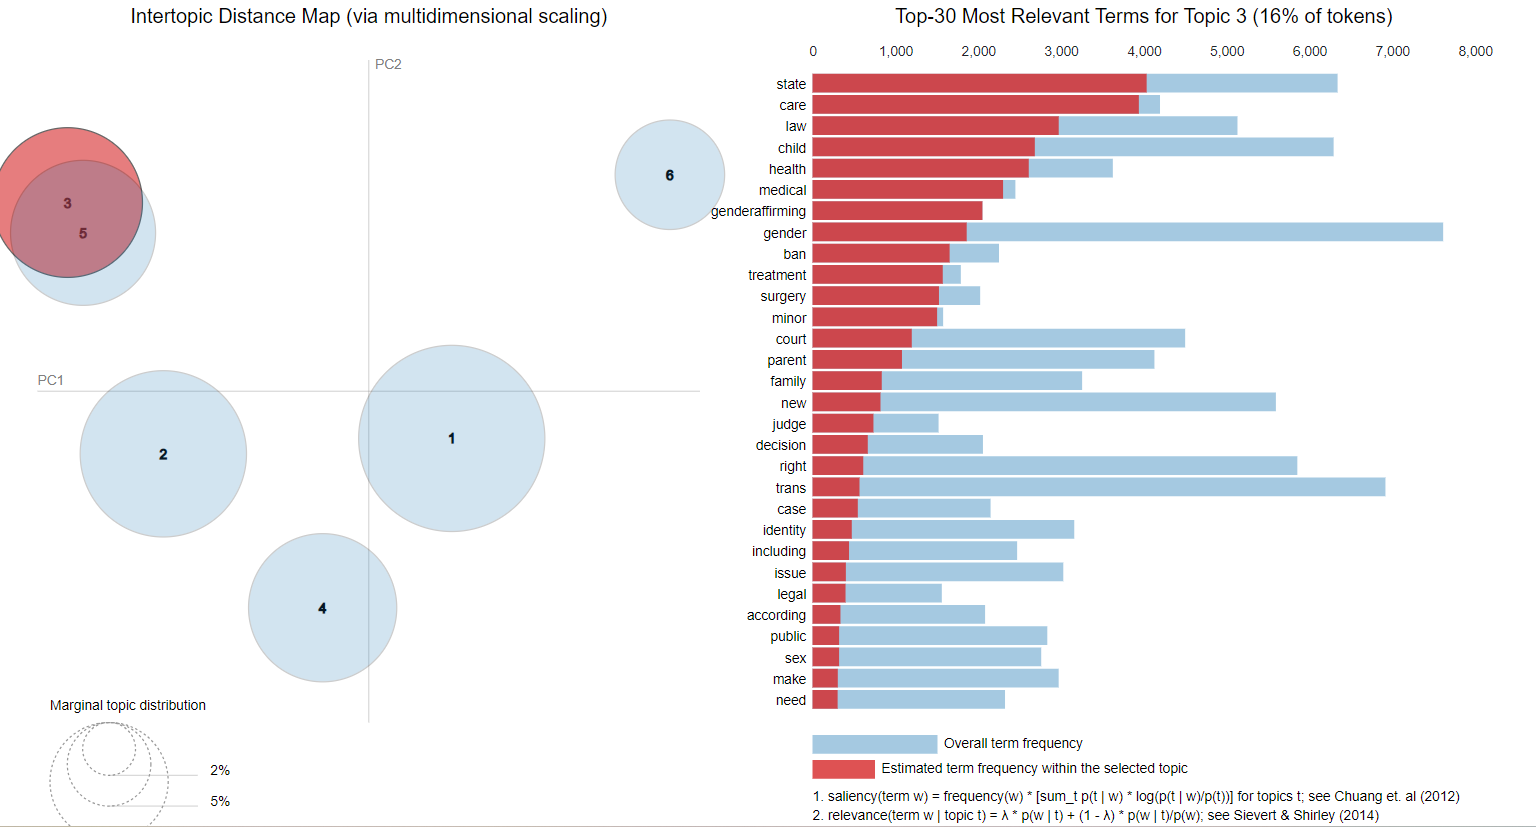 Intertopic Distance Map (via multidimensional scaling)
PC2
PC1
3
5
6
2
1
4
Marginal topic distribution
2%
5%
Top-30 Most Relevant Terms for Topic 3 (16% of tokens)
0 1,000 2,000 3,000 4,000 5,000 6,000 7,000 8,000
state
care
law
child
health
medical
genderaffirming
gender
ban
treatment
surgery
minor
court
parent
family
new
judge
decision
right
trans
case
identity
including
issue
legal
according
public
sex
make
need
Overall term frequency
Estimated term frequency within the selected topic
1. saliency(term w) = frequency(w) * [sum_t p(t | w) * log(p(t | w)/p(t))] for topics t; see Chuang et. al (2012)
2. relevance(term w | topic t) = λ * p(w | t) + (1 - λ) * p(w | t)/p(w); see Sievert & Shirley (2014)